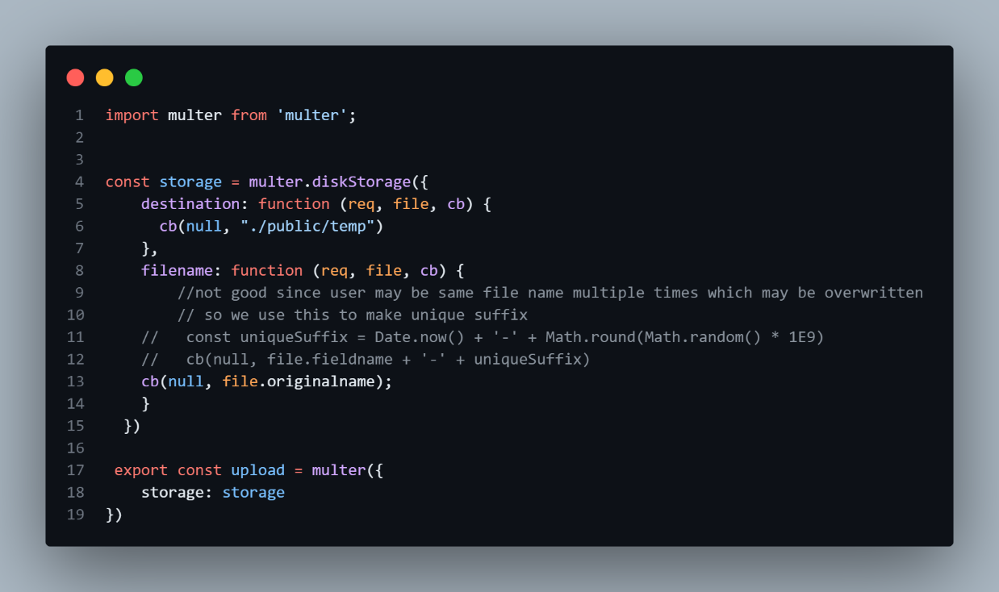 1 import multer from 'multer';
2
3
4 const storage = multer.diskStorage({
5     destination: function (req, file, cb) {
6       cb(null, "./public/temp")
7     },
8     filename: function (req, file, cb) {
9         //not good since user may be same file name multiple times which may be overwritten
10         // so we use this to make unique suffix
11     //   const uniqueSuffix = Date.now() + '-' + Math.round(Math.random() * 1E9)
12     //   cb(null, file.fieldname + '-' + uniqueSuffix)
13     cb(null, file.originalname);
14     }
15   })
16
17  export const upload = multer({
18     storage: storage
19 })